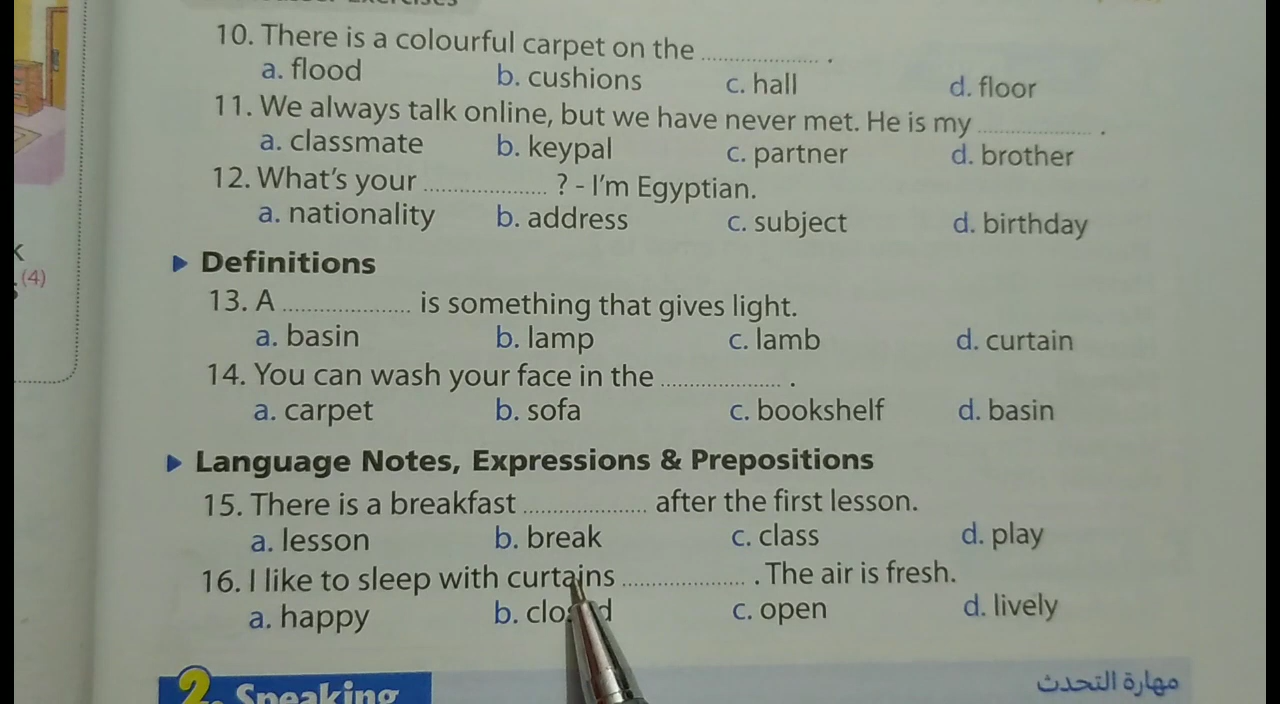 Exercises
10. There is a colourful carpet on the .................... .
a. flood b. cushions c. hall d. floor
11. We always talk online, but we have never met. He is my .................... .
a. classmate b. keypal c. partner d. brother
12. What's your .................... ? - I'm Egyptian.
a. nationality b. address c. subject d. birthday
Definitions
13. A .................... is something that gives light.
a. basin b. lamp c. lamb d. curtain
14. You can wash your face in the .................... .
a. carpet b. sofa c. bookshelf d. basin
(4)
Language Notes, Expressions & Prepositions
15. There is a breakfast .................... after the first lesson.
a. lesson b. break c. class d. play
16. I like to sleep with curtains .................... . The air is fresh.
a. happy b. closed c. open d. lively
2. Speaking مهارة التحدث